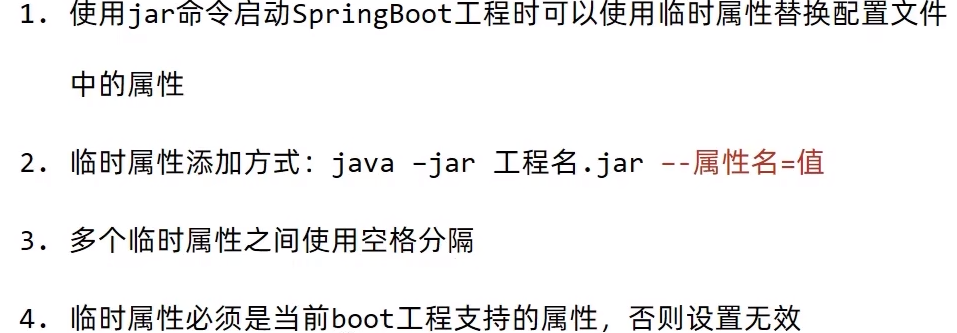 1. 使用jar命令启动SpringBoot工程时可以使用临时属性替换配置文件
中的属性
2. 临时属性添加方式：java –jar 工程名.jar –-属性名=值
3. 多个临时属性之间使用空格分隔
4. 临时属性必须是当前boot工程支持的属性，否则设置无效